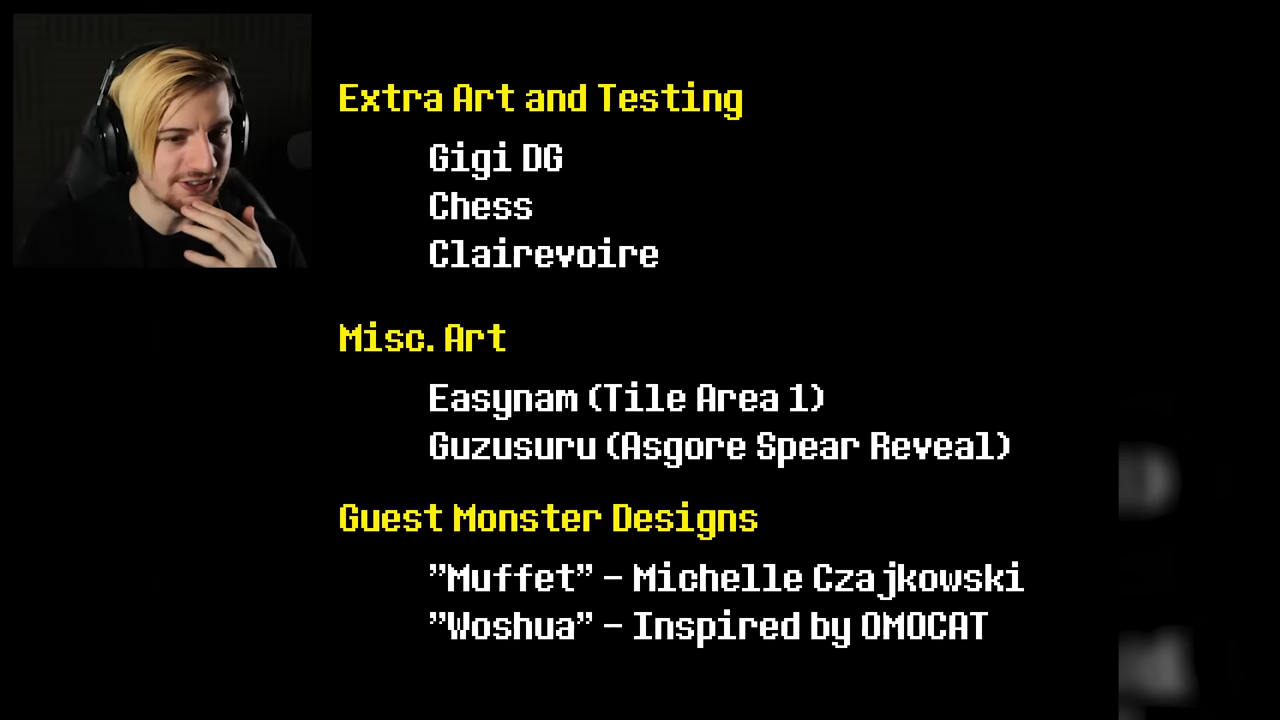 Extra Art and Testing
Gigi DG
Chess
Clairevoire
Misc. Art
Easynam (Tile Area 1)
Guzusuru (Asgore Spear Reveal)
Guest Monster Designs
"Muffet" - Michelle Czajkowski
"Woshua" - Inspired by OMOCAT